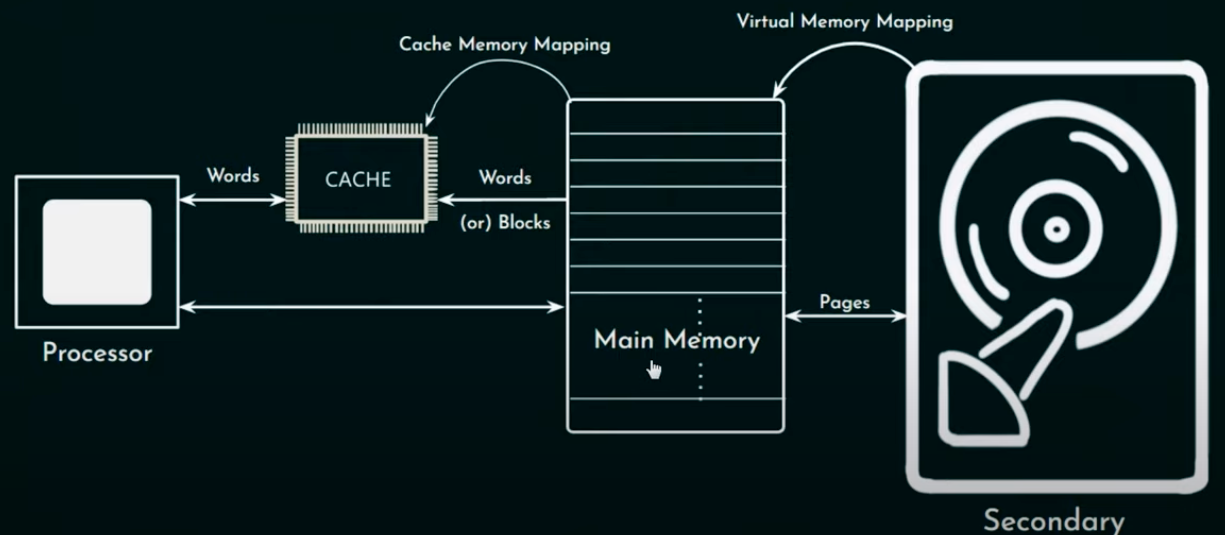 Virtual Memory Mapping
Cache Memory Mapping
Words
CACHE
Words
(or) Blocks
Pages
Main Memory
Processor
Secondary